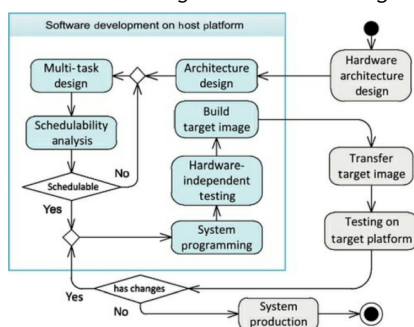 Software development on host platform
Multi-task
design
Architecture
design
Hardware
architecture
design
Schedulability
analysis
Build
target image
No
Schedulable
Hardware-
independent
testing
Transfer
target image
Yes
System
programming
Testing on
target platform
has changes
Yes
No
System
production